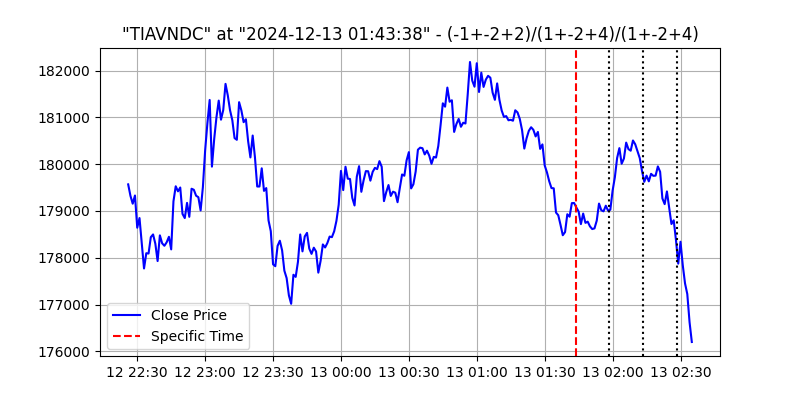 "TIAVNDC" at "2024-12-13 01:43:38" - (-1+-2+2)/(1+-2+4)/(1+-2+4)
182000
181000
180000
179000
178000
177000
176000
Close Price
Specific Time
12 22:30 12 23:00 12 23:30 13 00:00 13 00:30 13 01:00 13 01:30 13 02:00 13 02:30